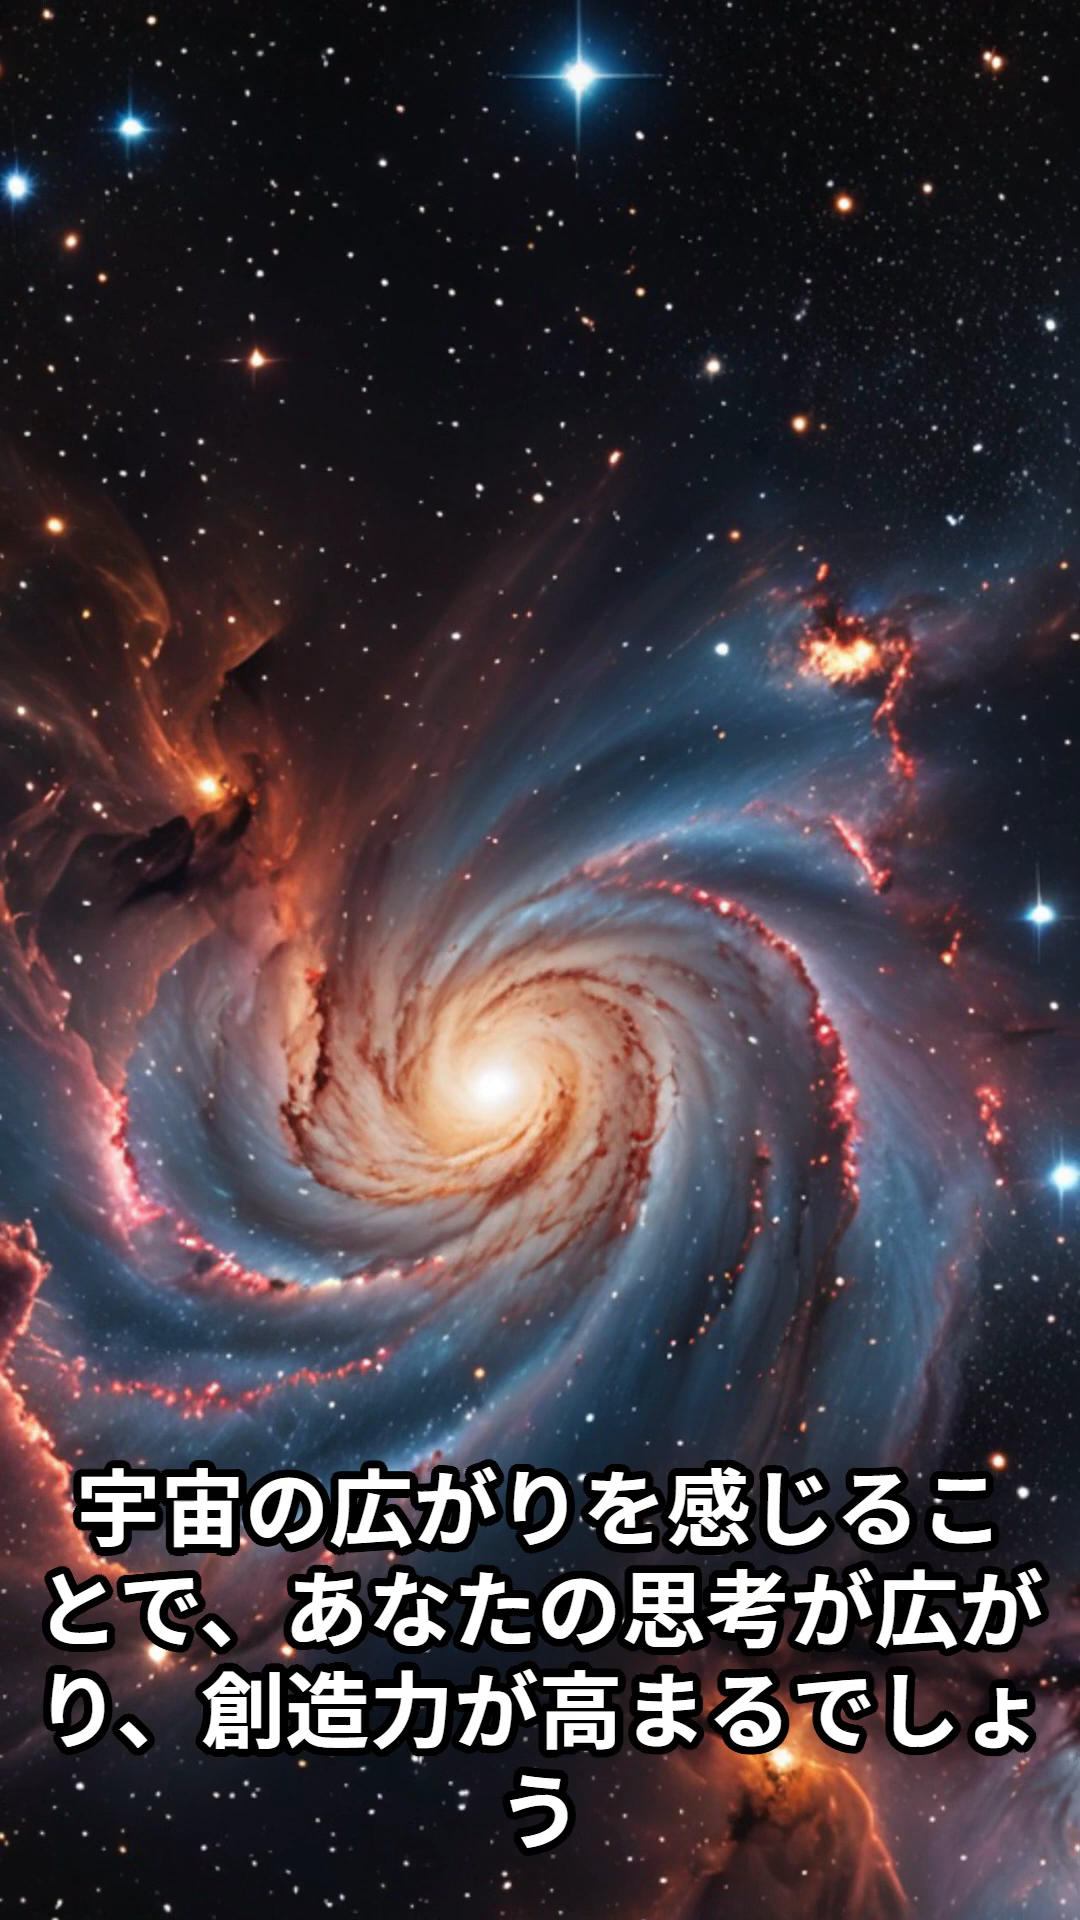 宇宙の広がりを感じるこ
とで、あなたの思考が広が
り、創造力が高まるでしょ
う